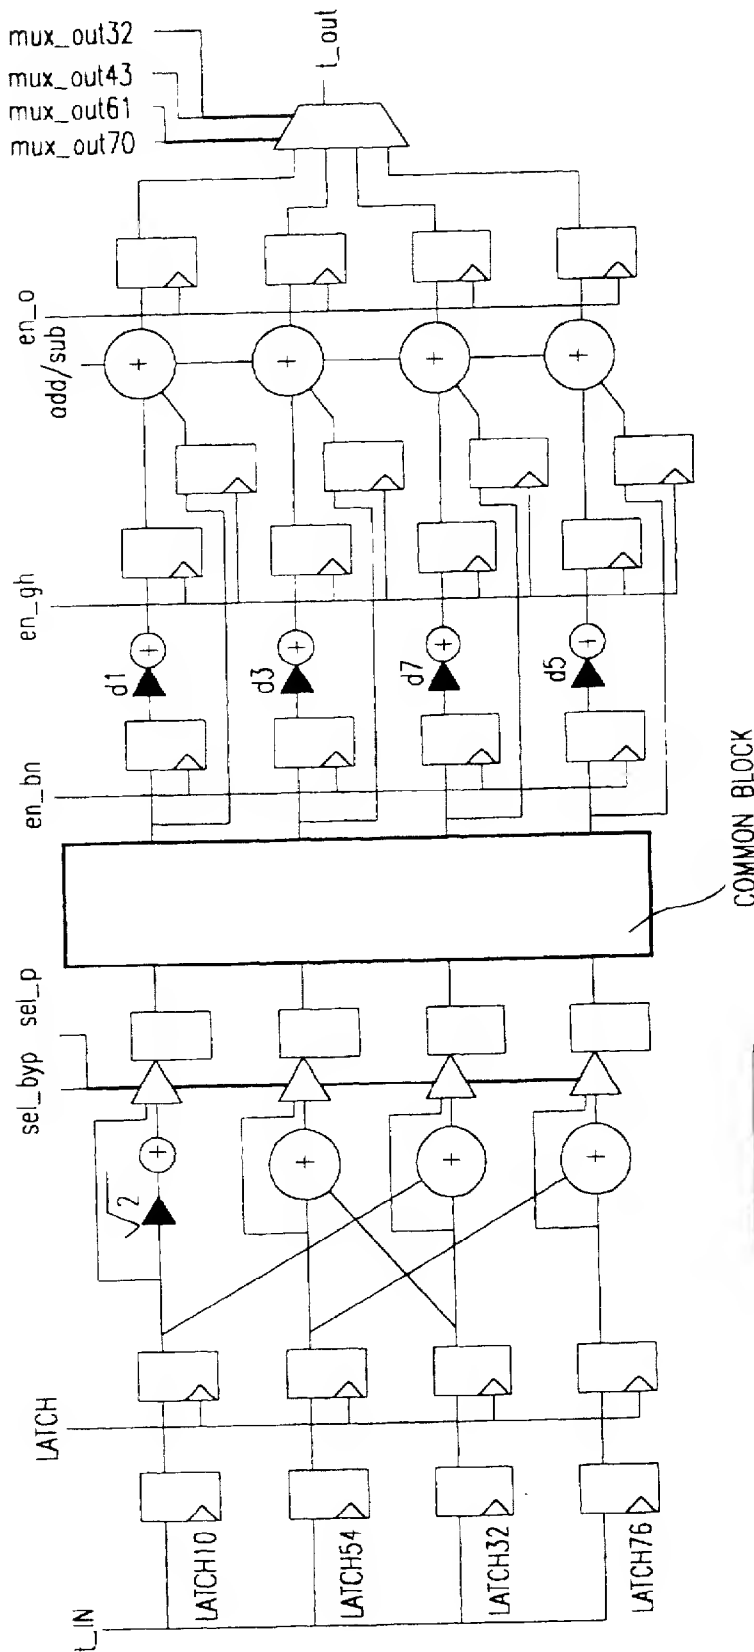 mux_out32
mux_out43
mux_out61
mux_out70
t_out
en_o
add/sub
+
+
+
+
en_gh
d1
d3
d7
d5
+
+
+
+
en_bn
COMMON BLOCK
sel_p
sel_byp
√2
+
+
+
+
LATCH
t_IN
LATCH10
LATCH54
LATCH32
LATCH76